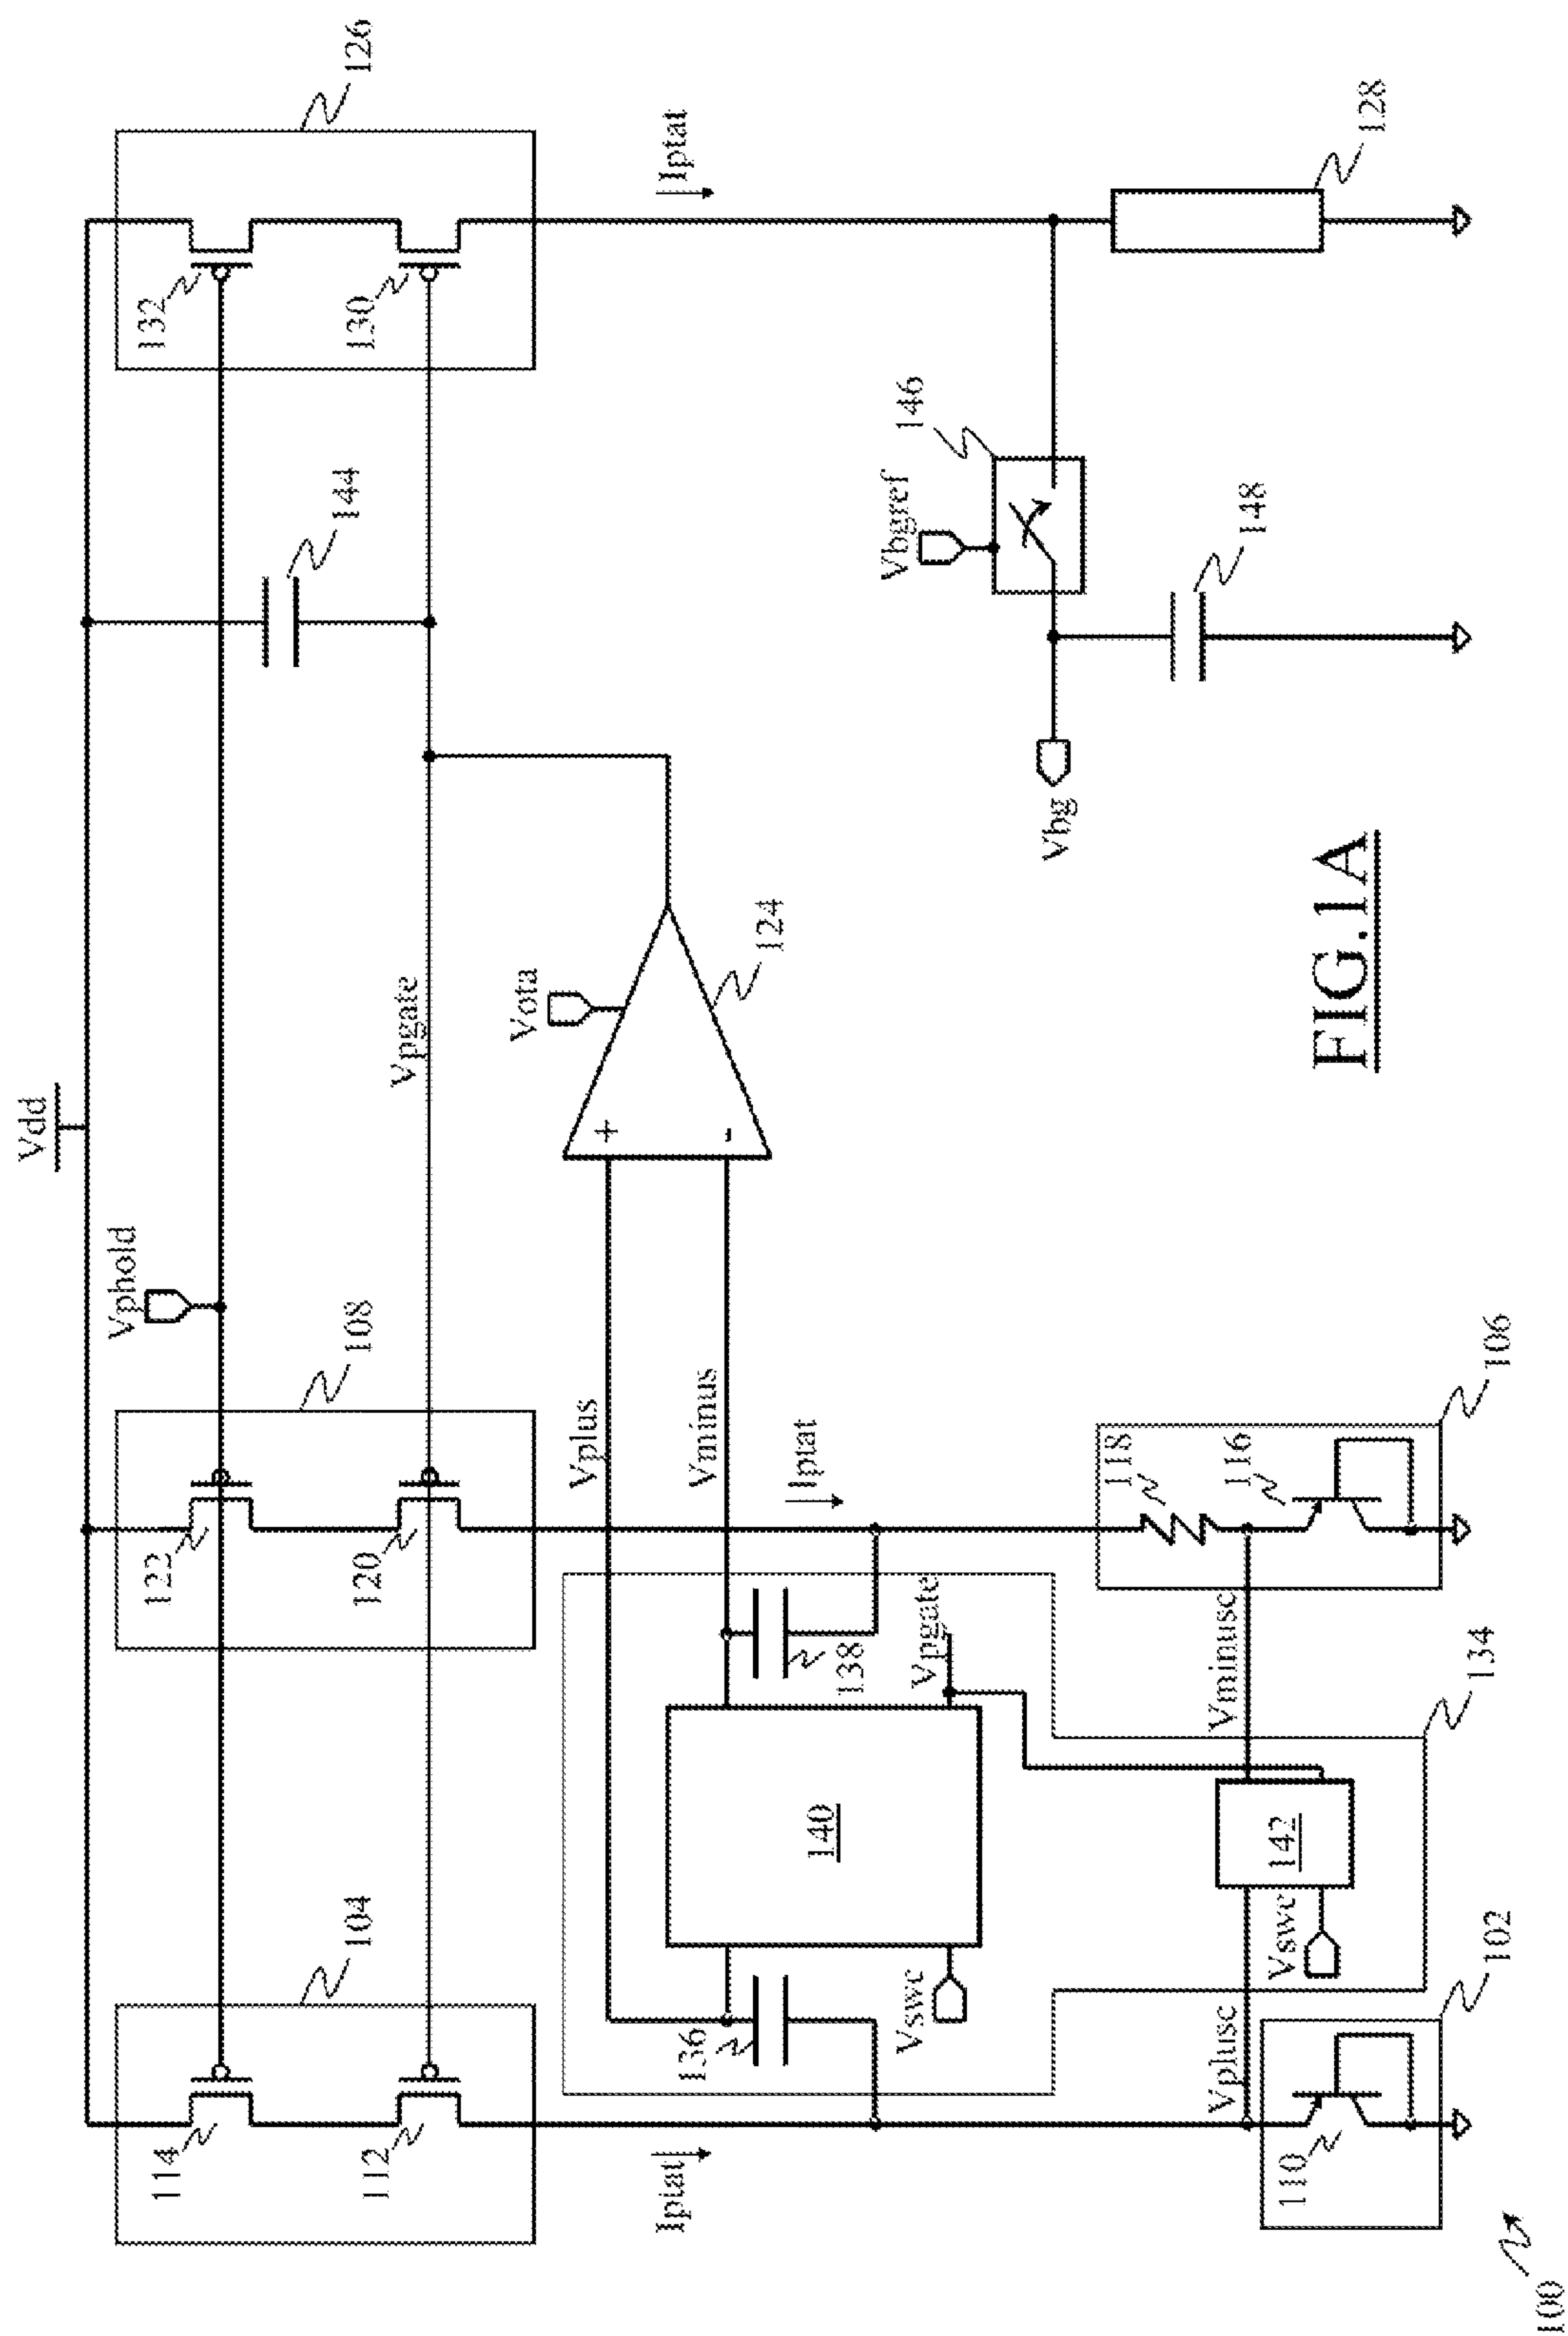 Vdd
126
132
130
144
Vphold
108
122
120
104
114
112
Vpgate
Iptat
Vota
124
+
-
Vplus
Vminus
Iptat
Iptat
136
138
140
Vswc
Vpgate
Vbgref
146
Vbg
148
128
118
116
106
Vminusc
134
142
Vswc
Vplusc
110
102
100
FIG.1A